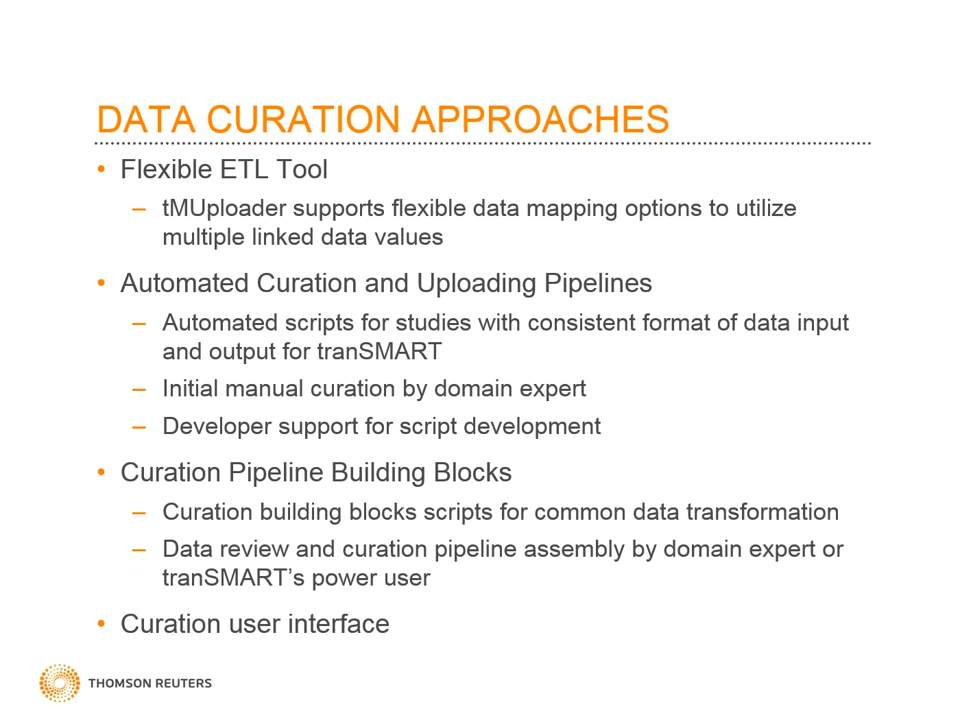 DATA CURATION APPROACHES
• Flexible ETL Tool
– tMUploader supports flexible data mapping options to utilize
multiple linked data values
• Automated Curation and Uploading Pipelines
– Automated scripts for studies with consistent format of data input
and output for tranSMART
– Initial manual curation by domain expert
– Developer support for script development
• Curation Pipeline Building Blocks
– Curation building blocks scripts for common data transformation
– Data review and curation pipeline assembly by domain expert or
tranSMART’s power user
• Curation user interface
THOMSON REUTERS